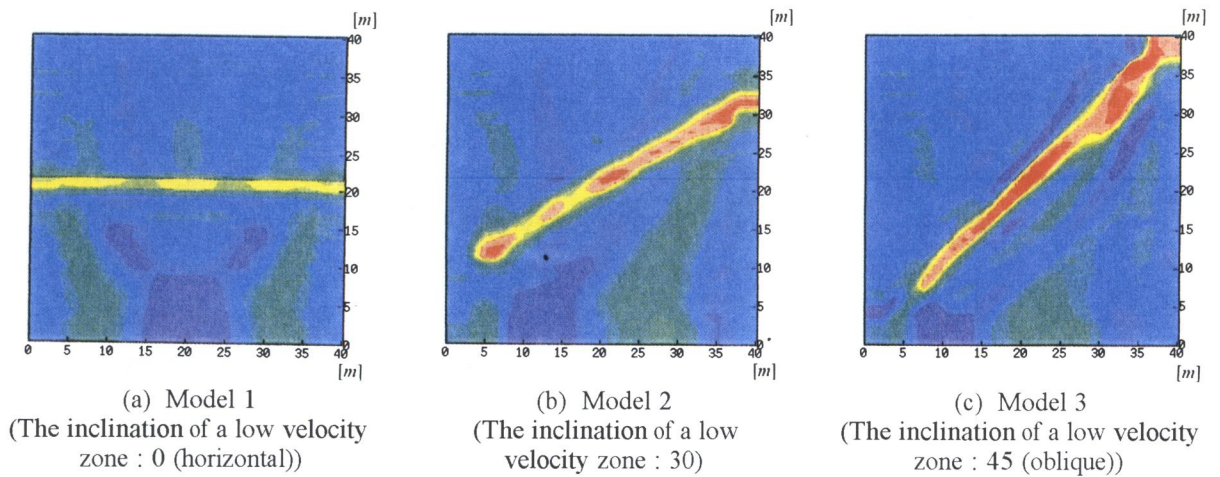 [m]
40
35
30
25
20
15
10
5
0
0 5 10 15 20 25 30 35 40
[m]
(a) Model 1
(The inclination of a low velocity
zone : 0 (horizontal))
[m]
40
35
30
25
20
15
10
5
0
0 5 10 15 20 25 30 35 40
[m]
(b) Model 2
(The inclination of a low
velocity zone : 30)
[m]
40
35
30
25
20
15
10
5
0
0 5 10 15 20 25 30 35 40
[m]
(c) Model 3
(The inclination of a low velocity
zone : 45 (oblique))